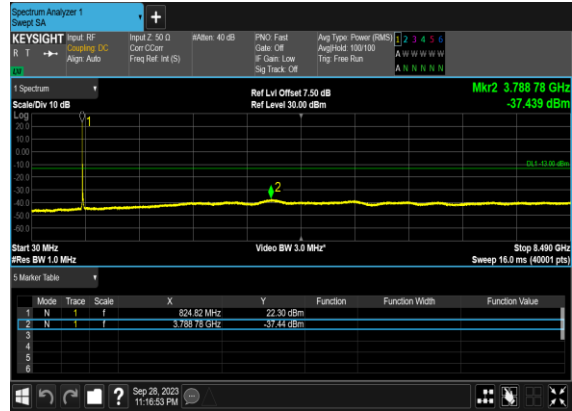 Spectrum Analyzer 1
Swept SA
+
KEYSIGHT Input: RF Input Z: 50 Ω #Atten: 40 dB PNO: Fast Avg Type: Power (RMS) 1 2 3 4 5 6
R T Coupling: DC Corr CCorr Gate: Off Avg|Hold: 100/100 A W W W W W
Align: Auto Freq Ref: Int (S) IF Gain: Low Trig: Free Run
Sig Track: Off A N N N N N
1 Spectrum Ref Lvl Offset 7.50 dB Mkr2 3.788 78 GHz
Scale/Div 10 dB Ref Level 30.00 dBm -37.439 dBm
Log
20.0
10.0
0.00
-10.0
-20.0
-30.0
-40.0
-50.0
-60.0
1
2
DL1 -13.00 dBm
Start 30 MHz Video BW 3.0 MHz* Stop 8.490 GHz
#Res BW 1.0 MHz Sweep 16.0 ms (40001 pts)
5 Marker Table
Mode Trace Scale X Y Function Function Width Function Value
1 N 1 f 824.82 MHz 22.30 dBm
2 N 1 f 3.788 78 GHz -37.44 dBm
3
4
5
6
? Sep 28, 2023
11:16:53 PM